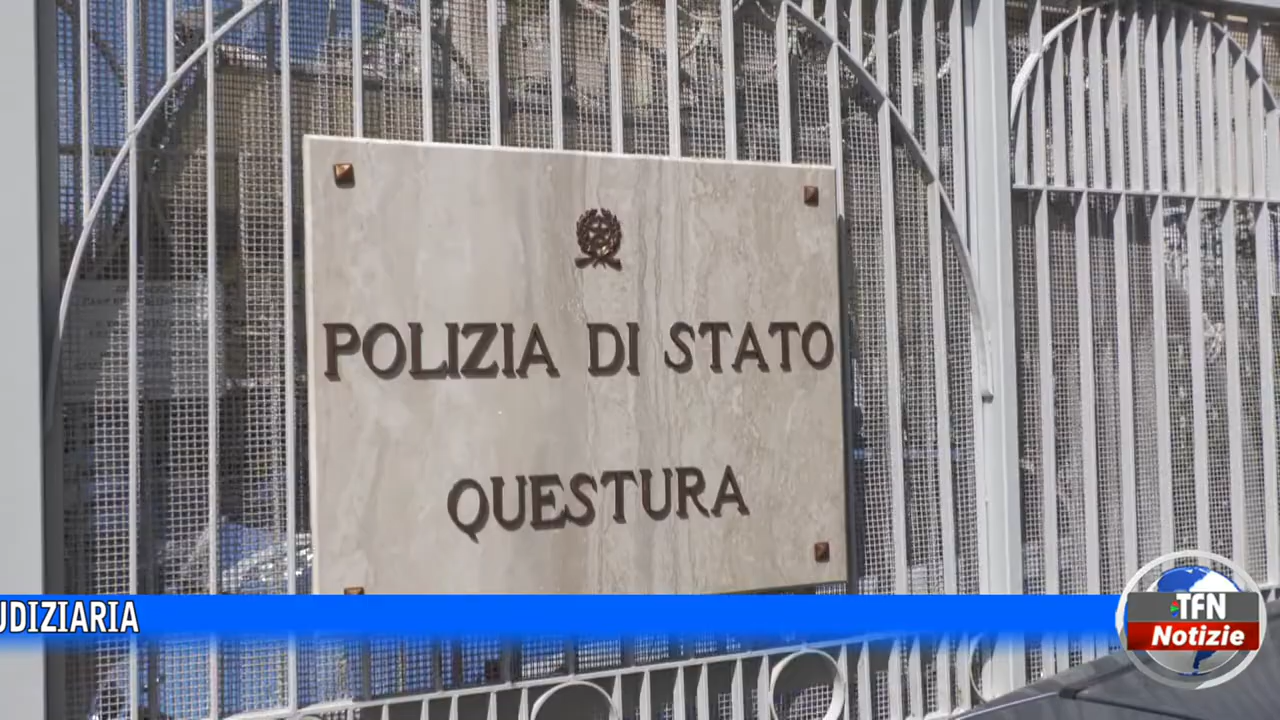 POLIZIA DI STATO
QUESTURA
UDIZIARIA
TFN
Notizie